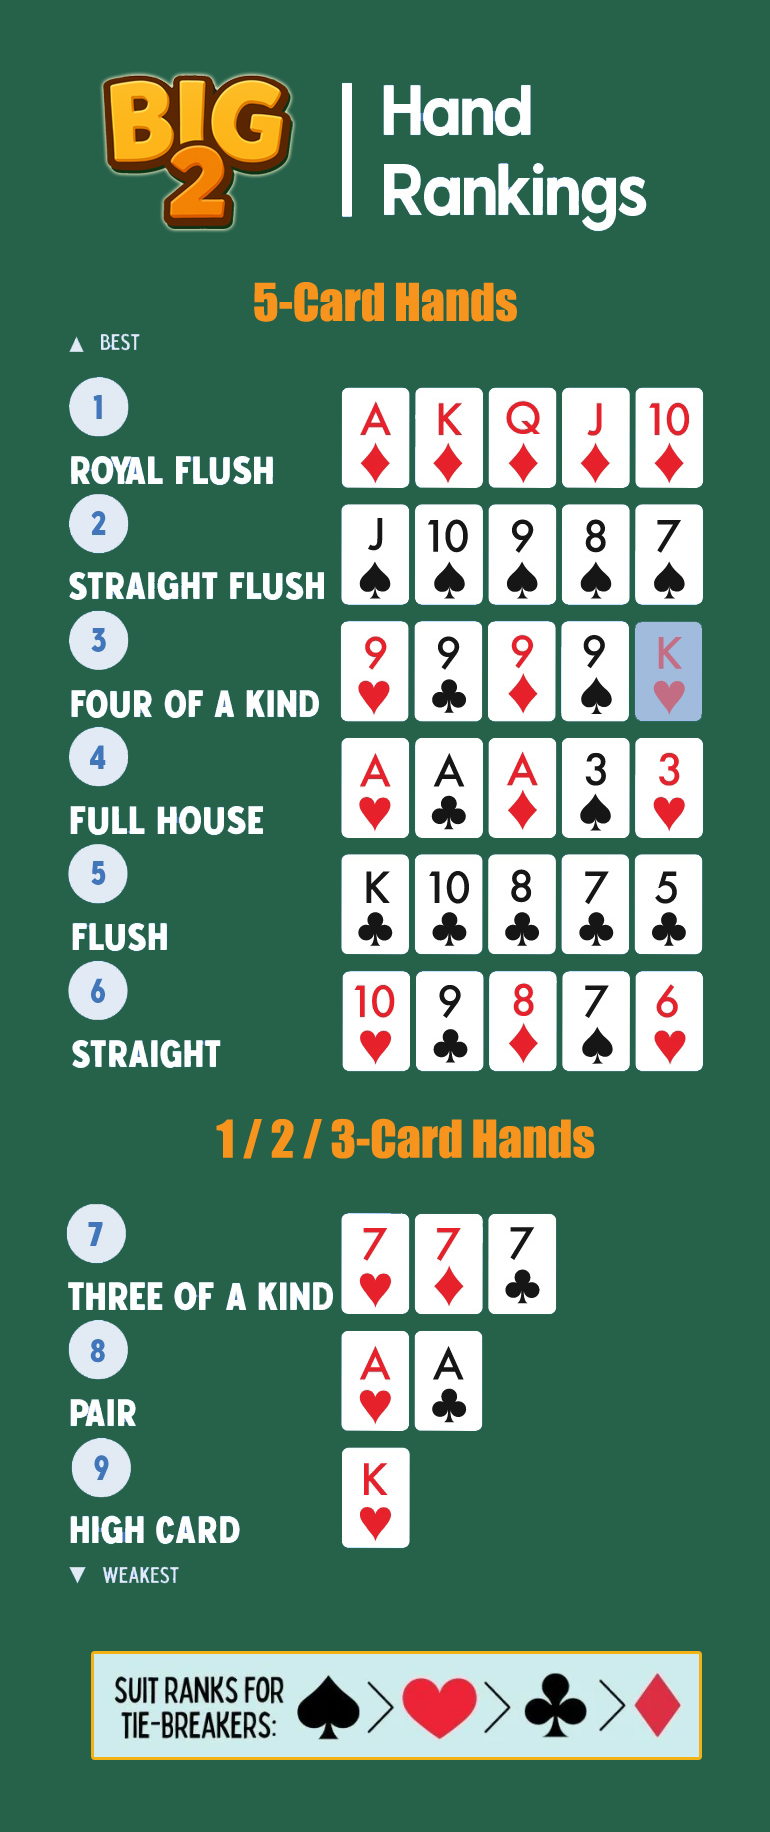 BIG
2
Hand
Rankings
5-Card Hands
▲ BEST
1
A K Q J 10
ROYAL FLUSH
2
J 10 9 8 7
STRAIGHT FLUSH
3
9 9 9 9 K
FOUR OF A KIND
4
A A A 3 3
FULL HOUSE
5
K 10 8 7 5
FLUSH
6
10 9 8 7 6
STRAIGHT
1 / 2 / 3-Card Hands
7
7 7 7
THREE OF A KIND
8
A A
PAIR
9
K
HIGH CARD
▼ WEAKEST
SUIT RANKS FOR
TIE-BREAKERS: ♠ > ♥ > ♣ > ♦